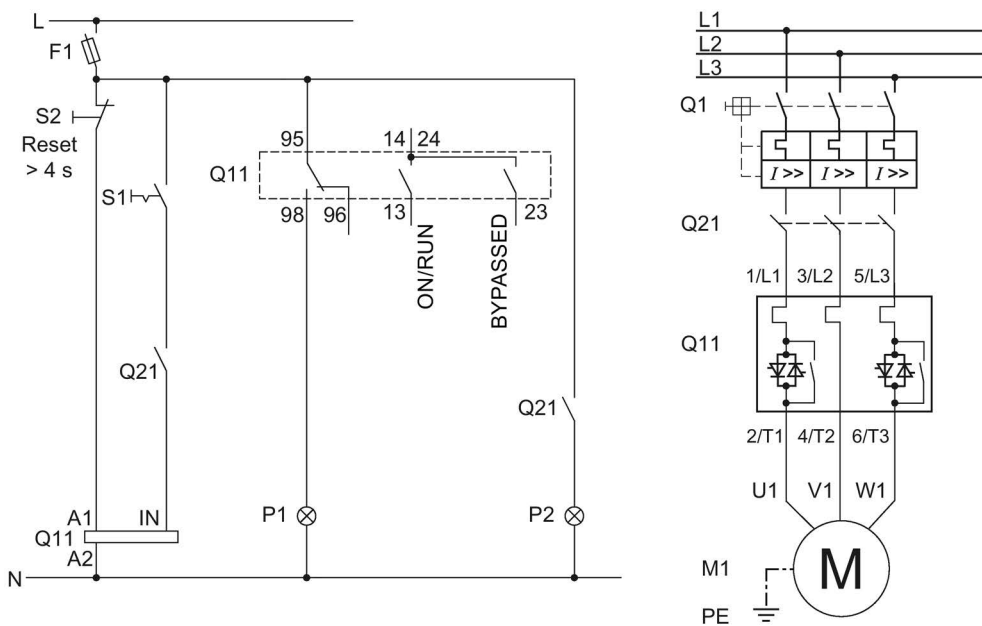 L
F1
S2
Reset
> 4 s
S1
Q21
A1
IN
Q11
A2
N
95
14
24
Q11
98
96
13
23
ON/RUN
BYPASSED
Q21
P1
P2
L1
L2
L3
Q1
I >>
I >>
I >>
Q21
1/L1
3/L2
5/L3
Q11
2/T1
4/T2
6/T3
U1
V1
W1
M
M1
PE